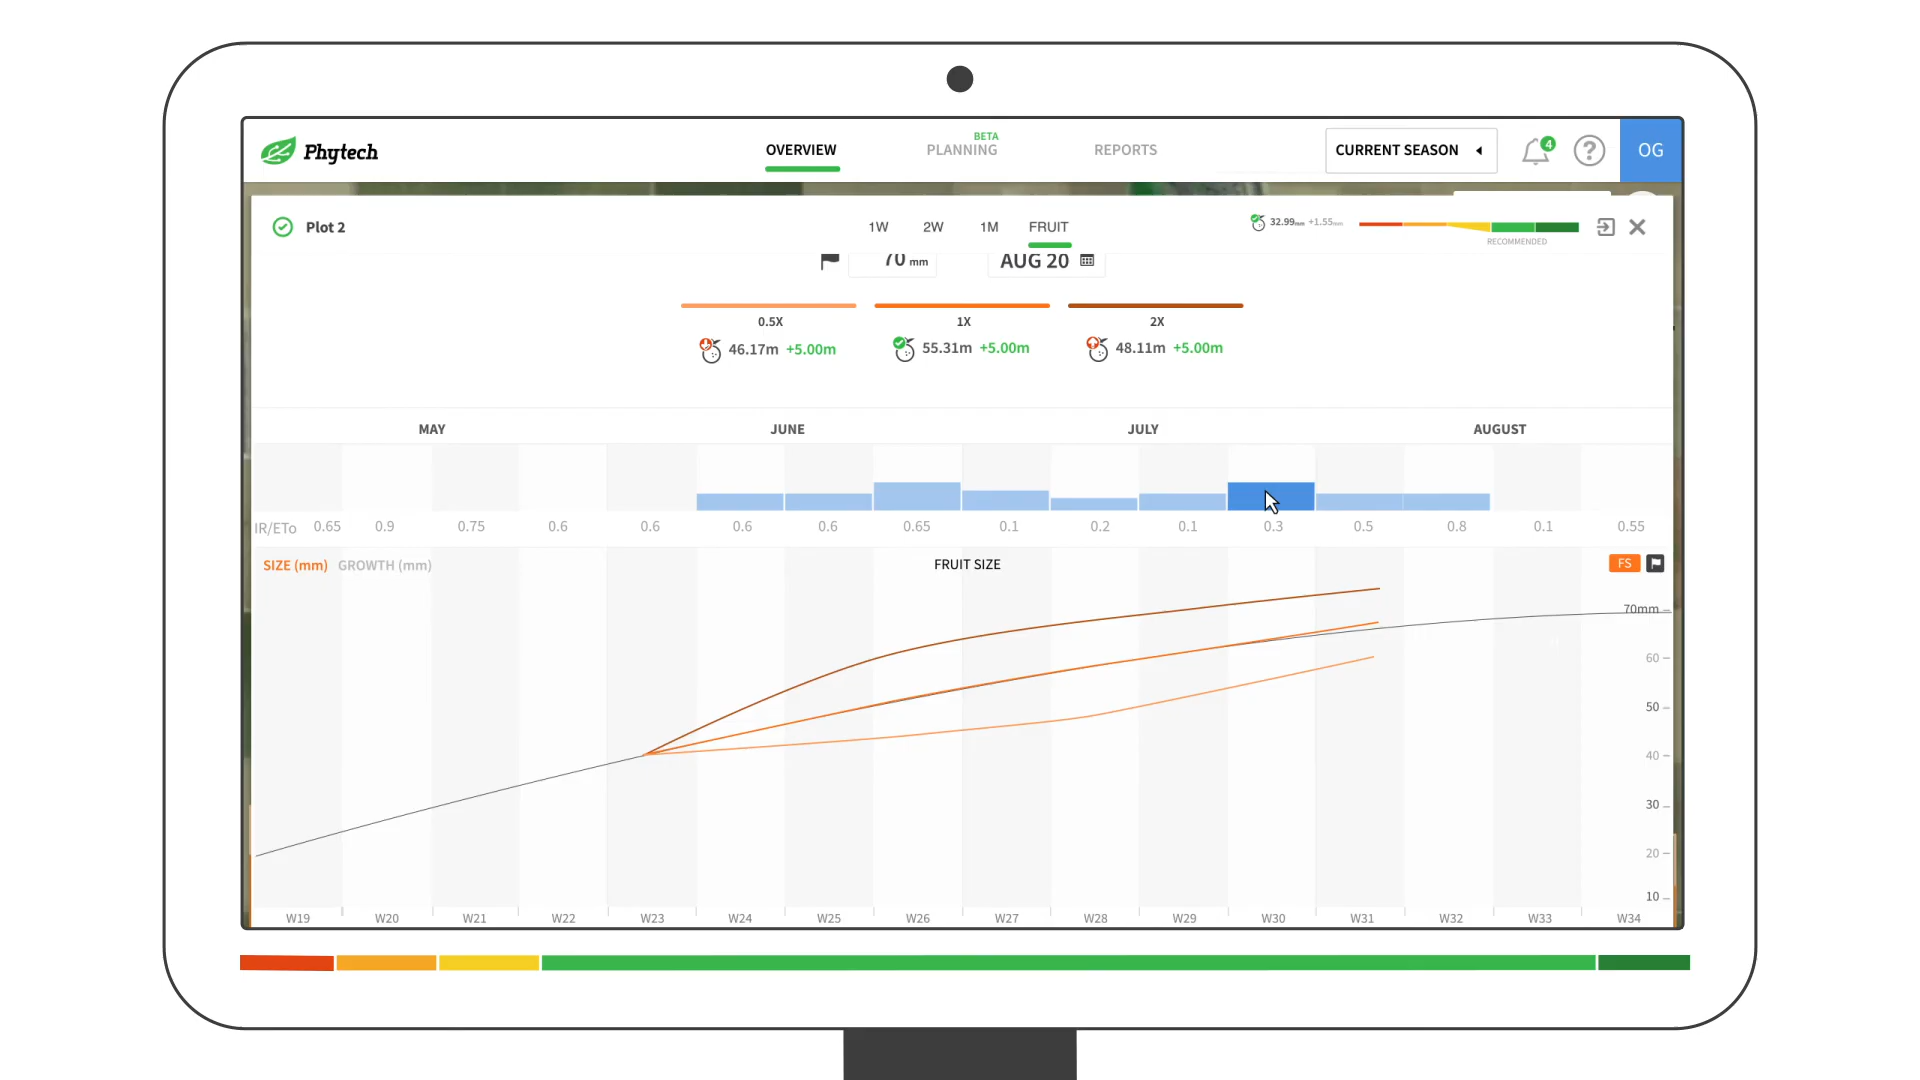 Phytech
OVERVIEW
BETA
PLANNING
REPORTS
CURRENT SEASON
4
?
OG
Plot 2
1W 2W 1M FRUIT
32.99mm +1.55mm
RECOMMENDED
70 mm
AUG 20
0.5X
46.17m +5.00m
1X
55.31m +5.00m
2X
48.11m +5.00m
MAY JUNE JULY AUGUST
IR/ETo 0.65 0.9 0.75 0.6 0.6 0.6 0.6 0.65 0.1 0.2 0.1 0.3 0.5 0.8 0.1 0.55
SIZE (mm) GROWTH (mm)
FRUIT SIZE
FS
70mm
60
50
40
30
20
10
W19 W20 W21 W22 W23 W24 W25 W26 W27 W28 W29 W30 W31 W32 W33 W34